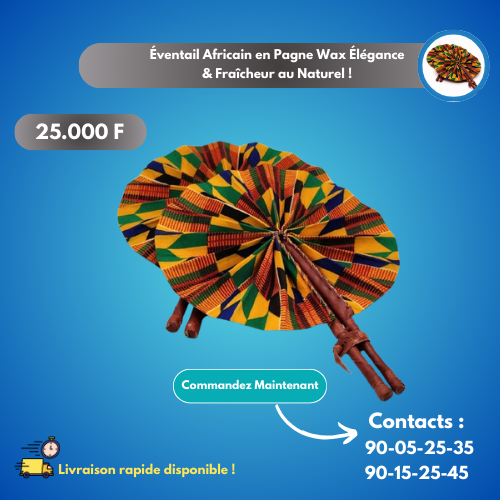 Éventail Africain en Pagne Wax Élégance
& Fraîcheur au Naturel !
25.000 F
Commandez Maintenant
Contacts :
90-05-25-35
90-15-25-45
Livraison rapide disponible !